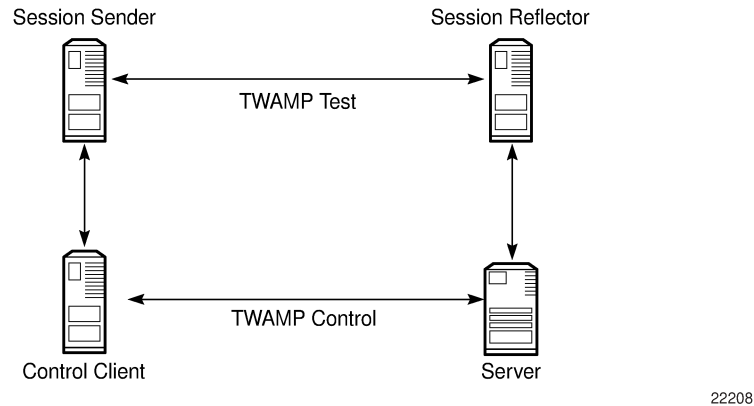 Session Sender
Session Reflector
TWAMP Test
TWAMP Control
Control Client
Server
22208